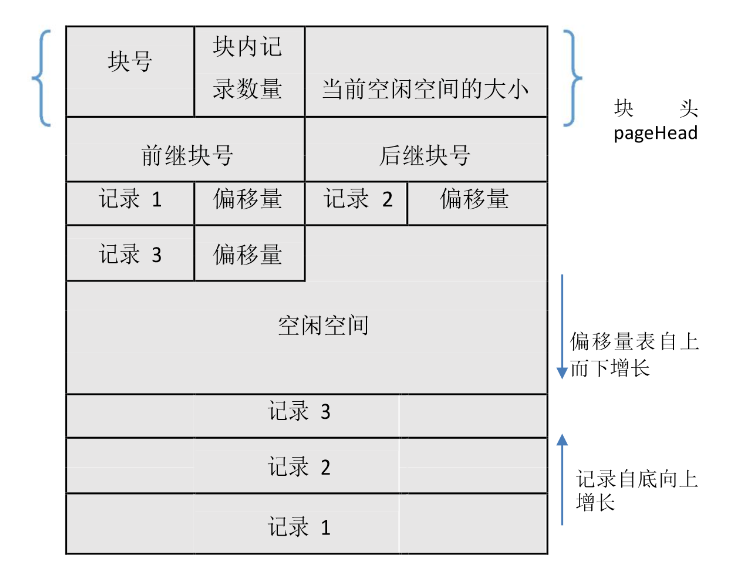 块号
块内记
录数量
当前空闲空间的大小
块 头
pageHead
前继块号
后继块号
记录 1
偏移量
记录 2
偏移量
记录 3
偏移量
空闲空间
偏移量表自上
而下增长
记录 3
记录 2
记录自底向上
增长
记录 1